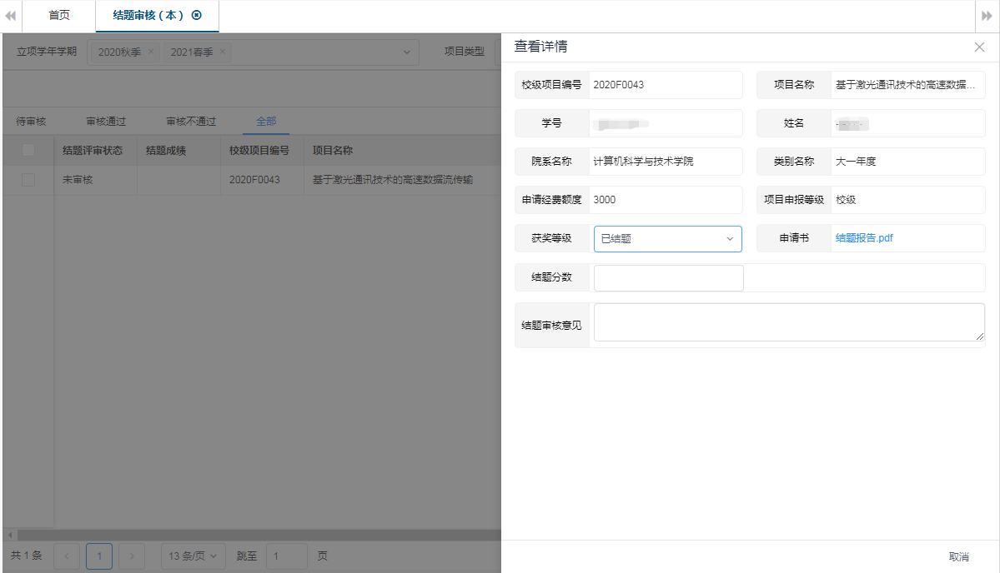 首页
结题审核（本）
立项学年学期
2020秋季 ×
2021春季 ×
项目类型
待审核
审核通过
审核不通过
全部
结题评审状态
结题成绩
校级项目编号
项目名称
未审核
2020F0043
基于激光通讯技术的高速数据流传输
共 1 条
1
13 条/页
跳至
1
页
查看详情
校级项目编号
2020F0043
项目名称
基于激光通讯技术的高速数据...
学号
姓名
院系名称
计算机科学与技术学院
类别名称
大一年度
申请经费额度
3000
项目申报等级
校级
获奖等级
已结题
申请书
结题报告.pdf
结题分数
结题审核意见
取消